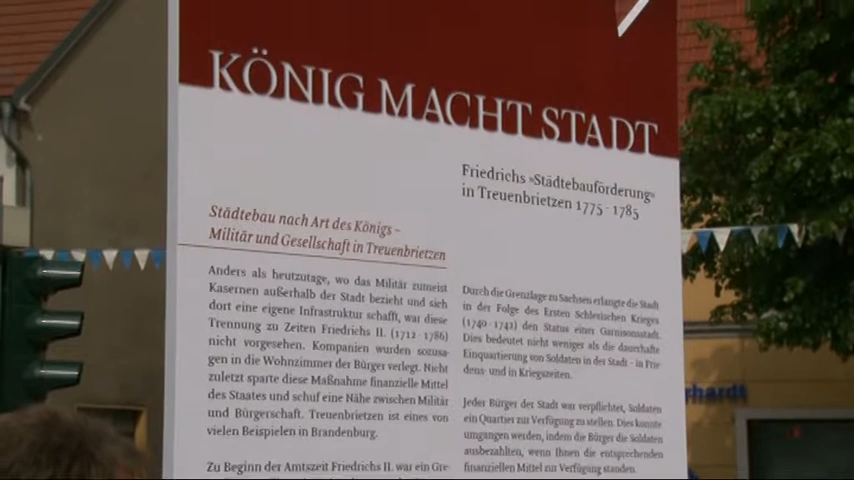 KÖNIG MACHT STADT
Friedrichs »Städtebauförderung«
in Treuenbrietzen 1775 - 1785
Städtebau nach Art des Königs –
Militär und Gesellschaft in Treuenbrietzen
Anders als heutzutage, wo das Militär zumeist
Kasernen außerhalb der Stadt bezieht und sich
dort eine eigene Infrastruktur schafft, war diese
Trennung zu Zeiten Friedrichs II. (1712 - 1786)
nicht vorgesehen. Kompanien wurden sozusa-
gen in die Wohnzimmer der Bürger verlegt. Nicht
zuletzt sparte diese Maßnahme finanzielle Mittel
des Staates und schuf eine Nähe zwischen Militär
und Bürgerschaft. Treuenbrietzen ist eines von
vielen Beispielen in Brandenburg.
Zu Beginn der Amtszeit Friedrichs II. war ein Gre-
Durch die Grenzlage zu Sachsen erlangte die Stadt
in der Folge des Ersten Schlesischen Krieges
(1740 - 1742) den Status einer Garnisonsstadt.
Dies bedeutet nicht weniger als die dauerhafte
Einquartierung von Soldaten in der Stadt - in Frie-
dens- und in Kriegszeiten.
Jeder Bürger der Stadt war verpflichtet, Soldaten
ein Quartier zur Verfügung zu stellen. Dies konnte
umgangen werden, indem die Bürger die Soldaten
ausbezahlten, wenn Ihnen die entsprechenden
finanziellen Mittel zur Verfügung standen.